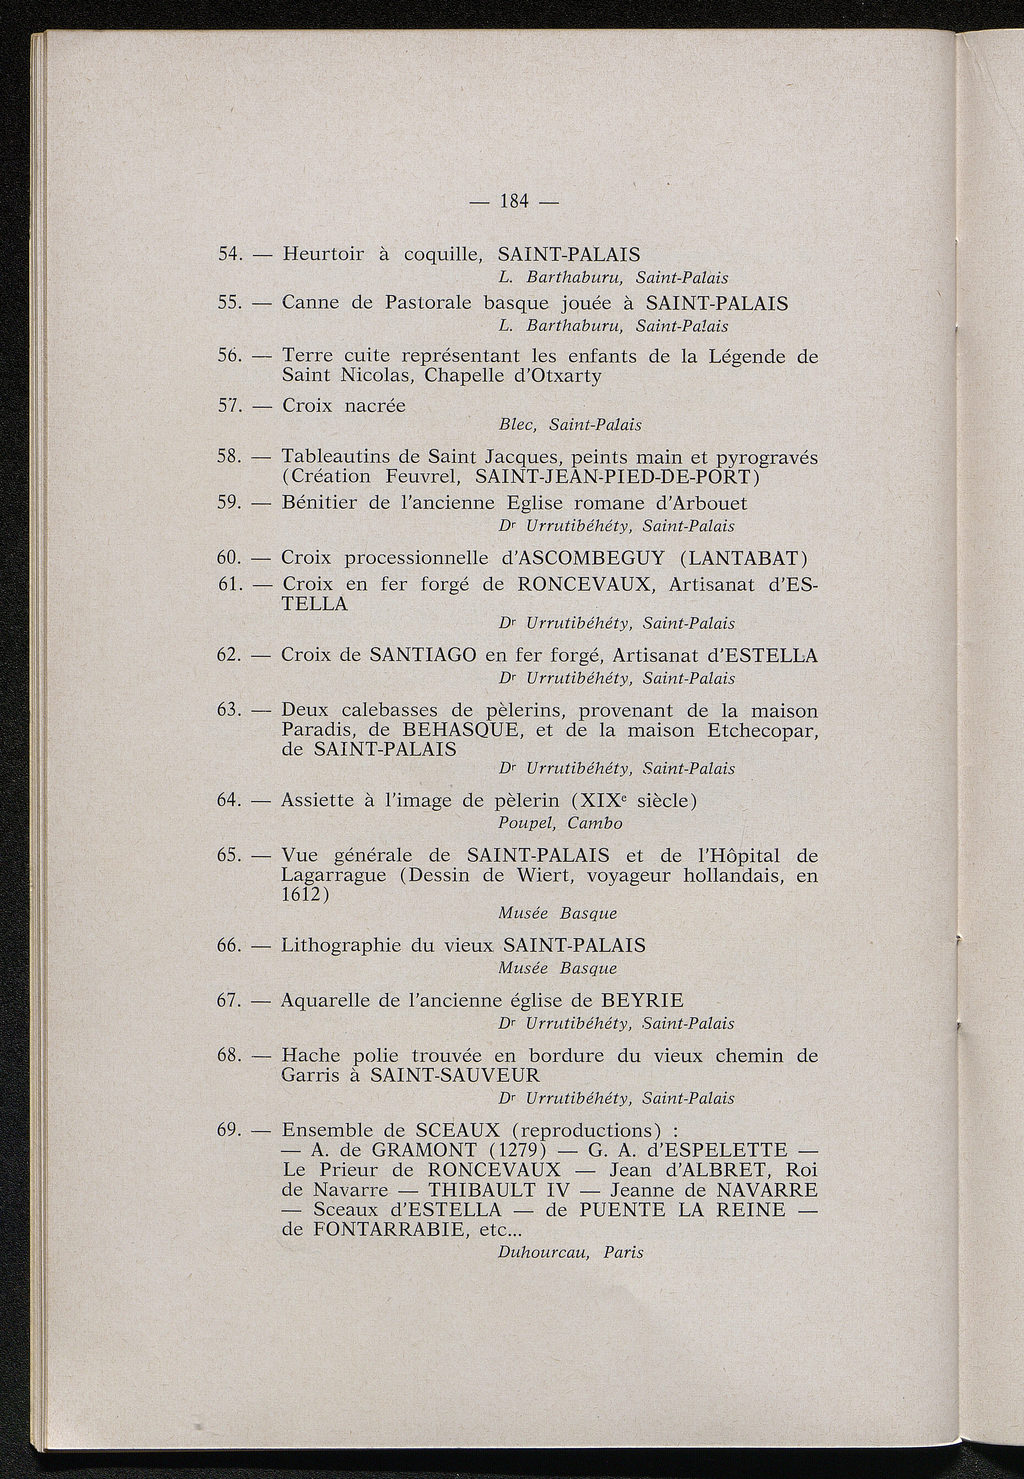 — 184 —
54. — Heurtoir à coquille, SAINT-PALAIS
L. Barthaburu, Saint-Palais
55. — Canne de Pastorale basque jouée à SAINT-PALAIS
L. Barthaburu, Saint-Palais
56. — Terre cuite représentant les enfants de la Légende de
Saint Nicolas, Chapelle d'Otxarty
57. — Croix nacrée
Blec, Saint-Palais
58. — Tableautins de Saint Jacques, peints main et pyrogravés
(Création Feuvrel, SAINT-JEAN-PIED-DE-PORT)
59. — Bénitier de l'ancienne Eglise romane d'Arbouet
Dr Urrutibéhéty, Saint-Palais
60. — Croix processionnelle d'ASCOMBEGUY (LANTABAT)
61. — Croix en fer forgé de RONCEVAUX, Artisanat d'ES-
TELLA
Dr Urrutibéhéty, Saint-Palais
62. — Croix de SANTIAGO en fer forgé, Artisanat d'ESTELLA
Dr Urrutibéhéty, Saint-Palais
63. — Deux calebasses de pèlerins, provenant de la maison
Paradis, de BEHASQUE, et de la maison Etchecopar,
de SAINT-PALAIS
Dr Urrutibéhéty, Saint-Palais
64. — Assiette à l'image de pèlerin (XIXe siècle)
Poupel, Cambo
65. — Vue générale de SAINT-PALAIS et de l'Hôpital de
Lagarrague (Dessin de Wiert, voyageur hollandais, en
1612)
Musée Basque
66. — Lithographie du vieux SAINT-PALAIS
Musée Basque
67. — Aquarelle de l'ancienne église de BEYRIE
Dr Urrutibéhéty, Saint-Palais
68. — Hache polie trouvée en bordure du vieux chemin de
Garris à SAINT-SAUVEUR
Dr Urrutibéhéty, Saint-Palais
69. — Ensemble de SCEAUX (reproductions) :
— A. de GRAMONT (1279) — G. A. d'ESPELETTE —
Le Prieur de RONCEVAUX — Jean d'ALBRET, Roi
de Navarre — THIBAULT IV — Jeanne de NAVARRE
— Sceaux d'ESTELLA — de PUENTE LA REINE —
de FONTARRABIE, etc...
Duhourcau, Paris